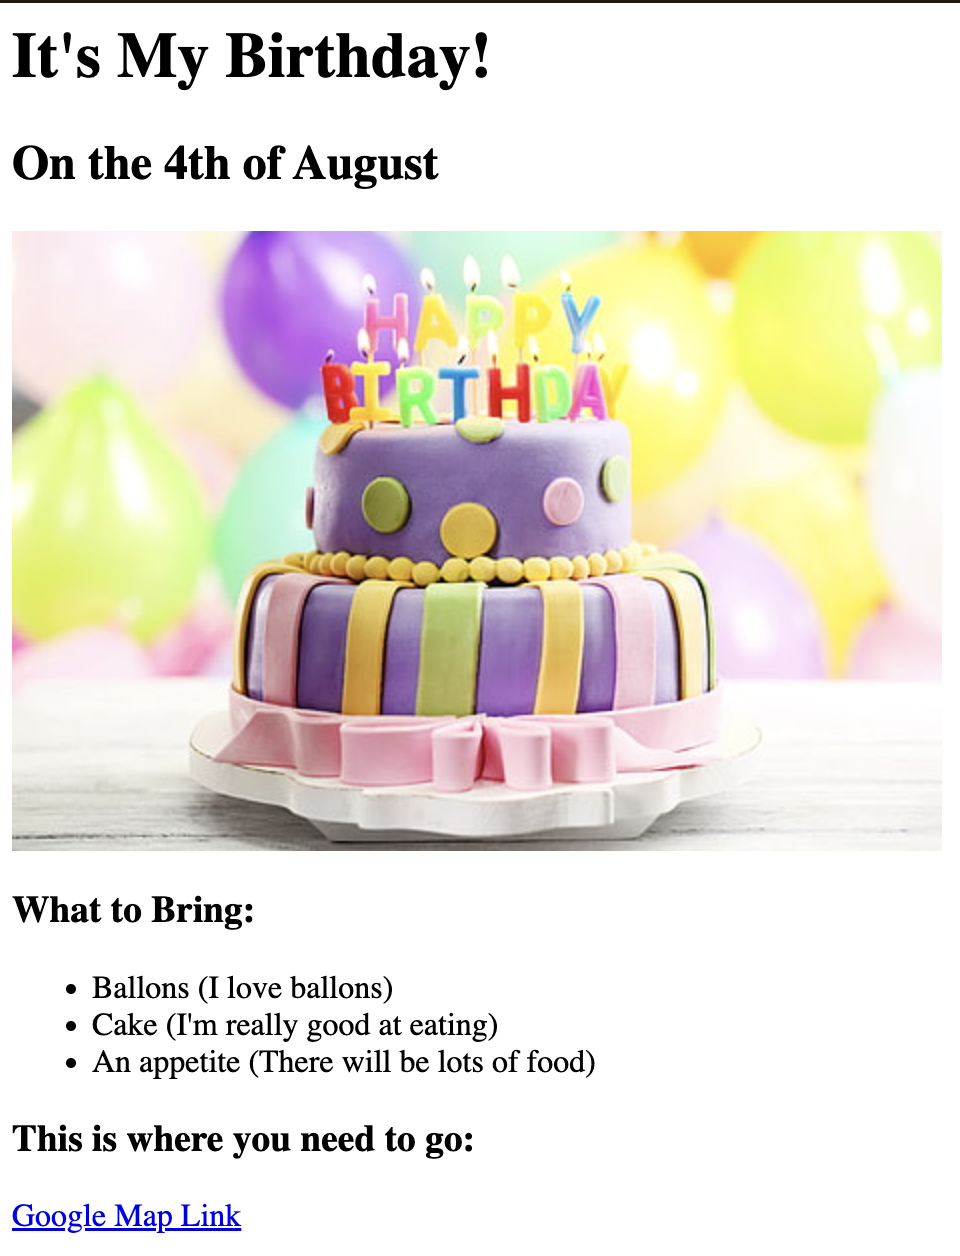 It's My Birthday!
On the 4th of August
HAPPY
BIRTHDAY
What to Bring:
Ballons (I love ballons)
Cake (I'm really good at eating)
An appetite (There will be lots of food)
This is where you need to go:
Google Map Link